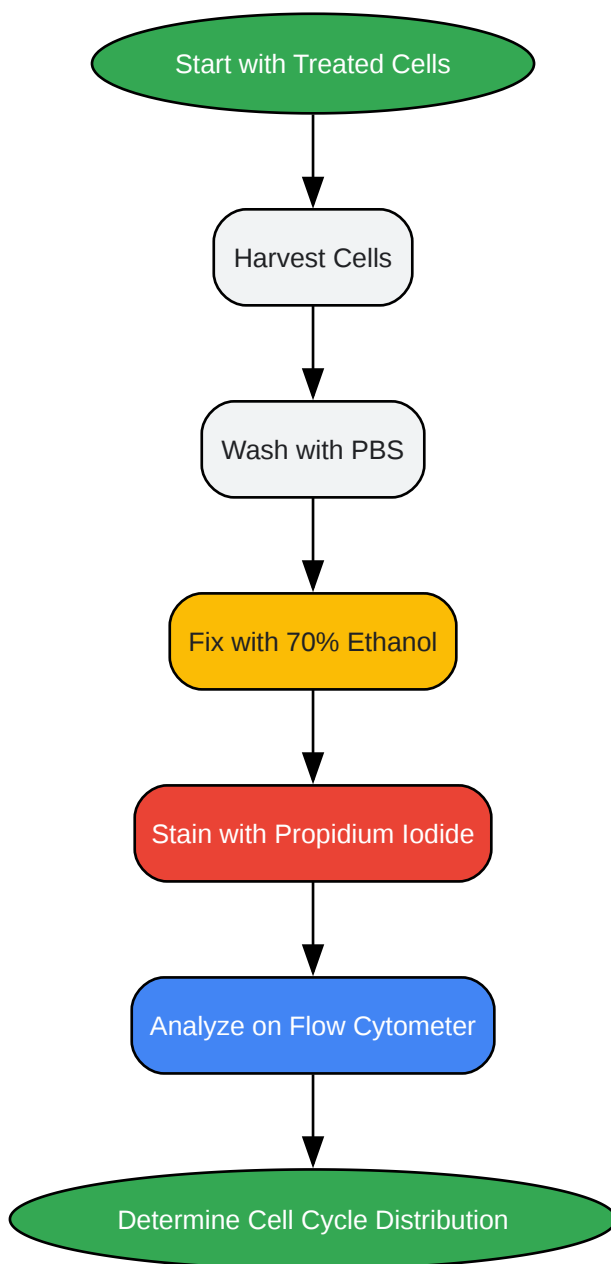 Start with Treated Cells
Harvest Cells
Wash with PBS
Fix with 70% Ethanol
Stain with Propidium Iodide
Analyze on Flow Cytometer
Determine Cell Cycle Distribution